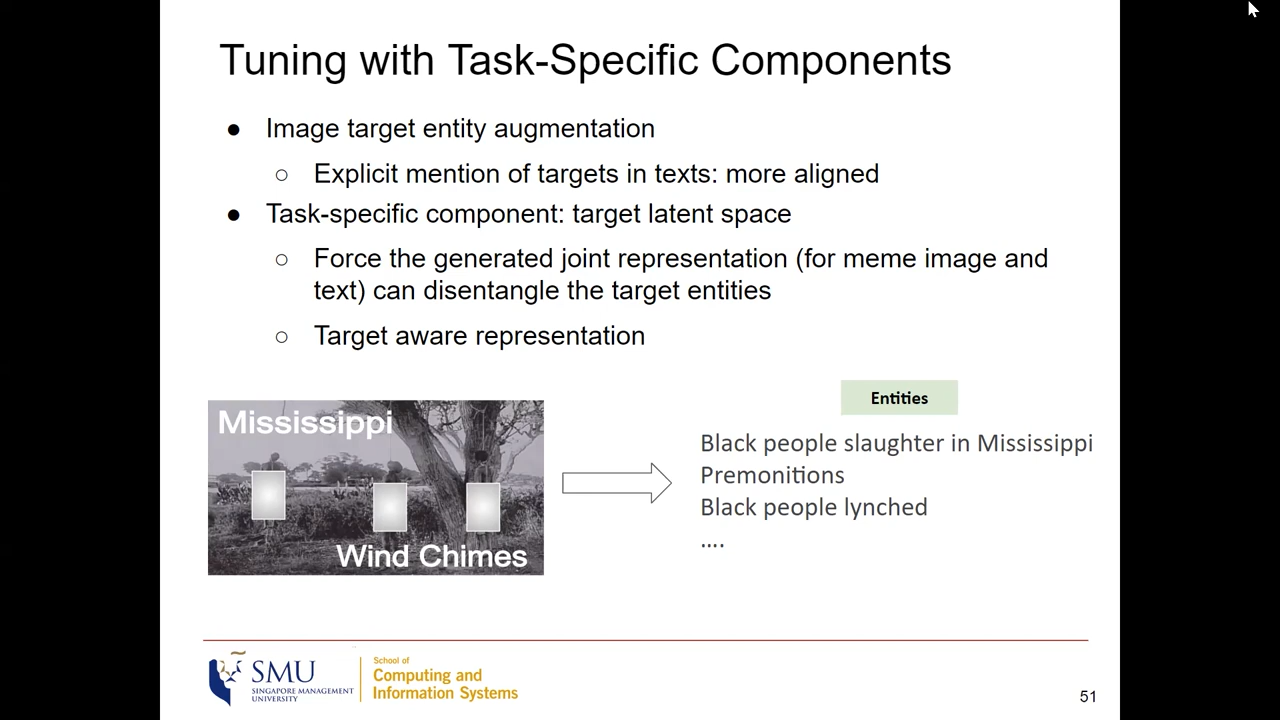 Tuning with Task-Specific Components
● Image target entity augmentation
○ Explicit mention of targets in texts: more aligned
● Task-specific component: target latent space
○ Force the generated joint representation (for meme image and
text) can disentangle the target entities
○ Target aware representation
Mississippi
Wind Chimes
Entities
Black people slaughter in Mississippi
Premonitions
Black people lynched
....
SMU
SINGAPORE MANAGEMENT
UNIVERSITY
School of
Computing and
Information Systems
51